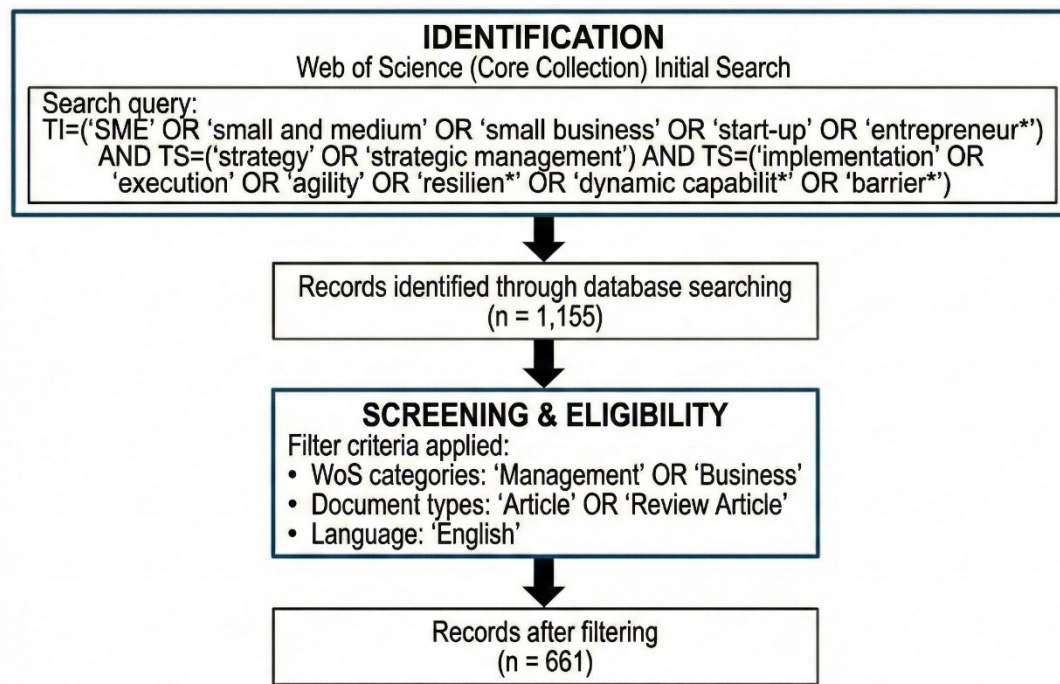 IDENTIFICATION
Web of Science (Core Collection) Initial Search
Search query:
TI=(‘SME’ OR ‘small and medium’ OR ‘small business’ OR ‘start-up’ OR ‘entrepreneur*’)
AND TS=(‘strategy’ OR ‘strategic management’) AND TS=(‘implementation’ OR
‘execution’ OR ‘agility’ OR ‘resilien*’ OR ‘dynamic capabilit*’ OR ‘barrier*’)
Records identified through database searching
(n = 1,155)
SCREENING & ELIGIBILITY
Filter criteria applied:
• WoS categories: ‘Management’ OR ‘Business’
• Document types: ‘Article’ OR ‘Review Article’
• Language: ‘English’
Records after filtering
(n = 661)